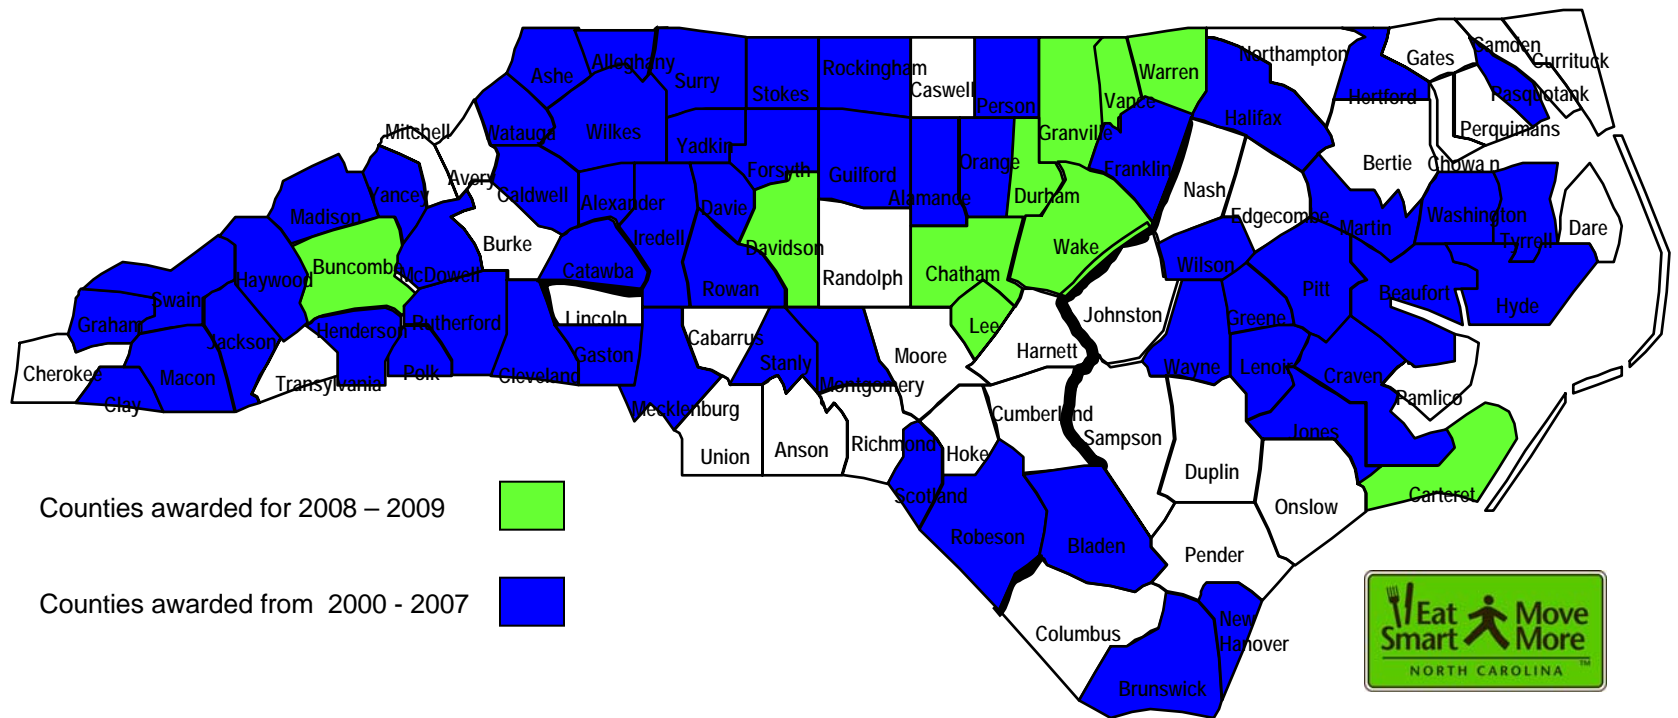 Ashe
Alleghany
Surry
Stokes
Rockingham
Caswell
Person
Granville
Vance
Warren
Northampton
Gates
Samden
Currituck
Hertford
Halifax
Pasquotank
Perquimans
Chowa n
Bertie
Mitchell
Avery
Watauga
Wilkes
Yadkin
Forsyth
Guilford
Alamance
Orange
Durham
Franklin
Nash
Edgecombe
Martin
Washington
Tyrrell
Dare
Madison
Yancey
Caldwell
Alexander
Iredell
Davie
Davidson
Randolph
Chatham
Wake
Wilson
Pitt
Beaufort
Hyde
Burke
McDowell
Buncombe
Haywood
Swain
Graham
Cherokee
Clay
Macon
Jackson
Transylvania
Henderson
Polk
Rutherford
Cleveland
Catawba
Lincoln
Gaston
Rowan
Cabarrus
Mecklenburg
Stanly
Montgomery
Moore
Lee
Harnett
Johnston
Greene
Wayne
Lenoir
Craven
Pamlico
Jones
Carteret
Union
Anson
Richmond
Scotland
Hoke
Cumberland
Sampson
Duplin
Onslow
Robeson
Bladen
Pender
Columbus
Brunswick
New
Hanover
Counties awarded for 2008 – 2009
Counties awarded from 2000 - 2007
Eat Move
Smart More
NORTH CAROLINA ™